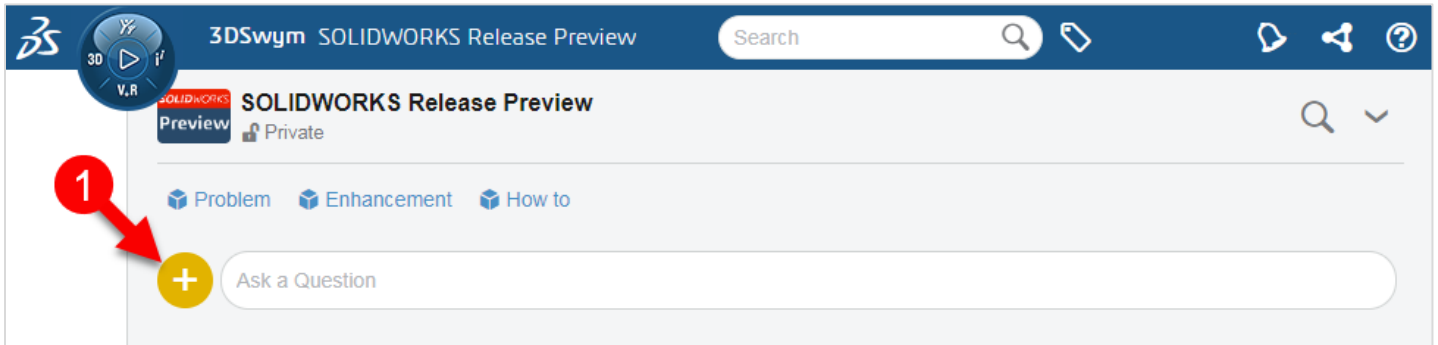 3DSwym SOLIDWORKS Release Preview
Search
3D
V.R
SOLIDWORKS
Preview
SOLIDWORKS Release Preview
Private
1
Problem
Enhancement
How to
+
Ask a Question
?